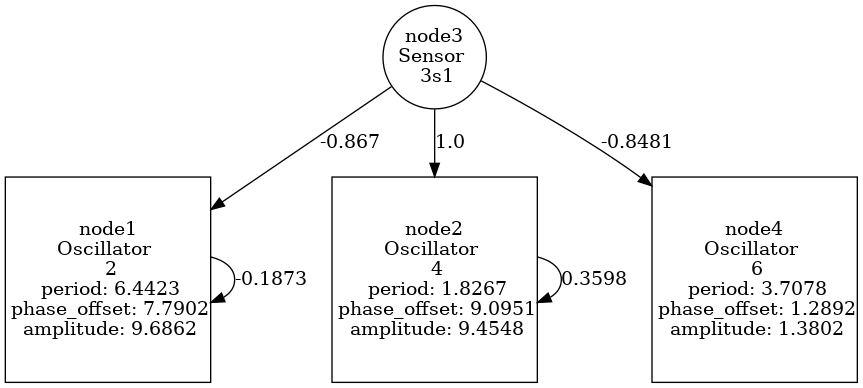 node3
Sensor
3s1
-0.867
1.0
-0.8481
node1
Oscillator
2
period: 6.4423
phase_offset: 7.7902
amplitude: 9.6862
-0.1873
node2
Oscillator
4
period: 1.8267
phase_offset: 9.0951
amplitude: 9.4548
0.3598
node4
Oscillator
6
period: 3.7078
phase_offset: 1.2892
amplitude: 1.3802